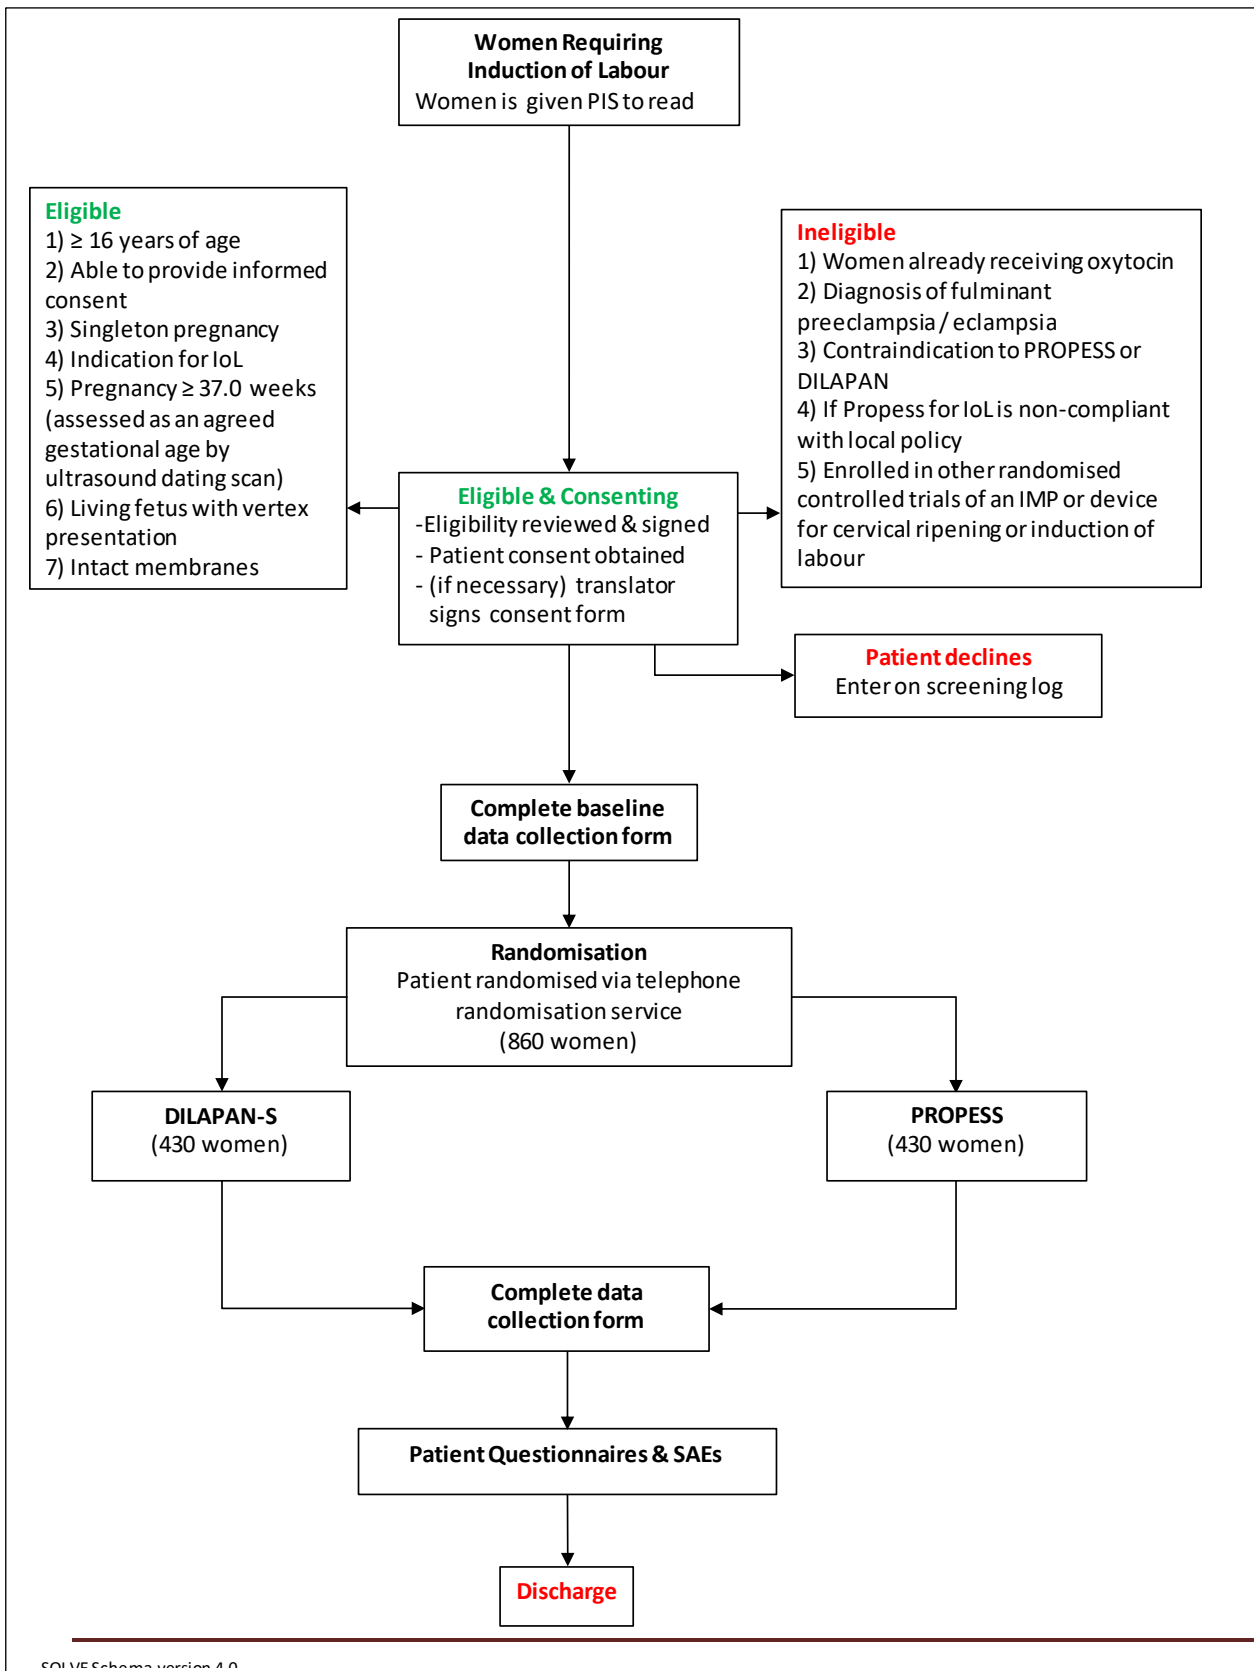 Women Requiring
Induction of Labour
Women is given PIS to read
Eligible
1) ≥ 16 years of age
2) Able to provide informed
consent
3) Singleton pregnancy
4) Indication for IoL
5) Pregnancy ≥ 37.0 weeks
(assessed as an agreed
gestational age by
ultrasound dating scan)
6) Living fetus with vertex
presentation
7) Intact membranes
Ineligible
1) Women already receiving oxytocin
2) Diagnosis of fulminant
preeclampsia / eclampsia
3) Contraindication to PROPESS or
DILAPAN
4) If Propess for IoL is non-compliant
with local policy
5) Enrolled in other randomised
controlled trials of an IMP or device
for cervical ripening or induction of
labour
Eligible & Consenting
-Eligibility reviewed & signed
- Patient consent obtained
- (if necessary) translator
signs consent form
Patient declines
Enter on screening log
Complete baseline
data collection form
Randomisation
Patient randomised via telephone
randomisation service
(860 women)
DILAPAN-S
(430 women)
PROPESS
(430 women)
Complete data
collection form
Patient Questionnaires & SAEs
Discharge
SOLVE Schema version 4.0